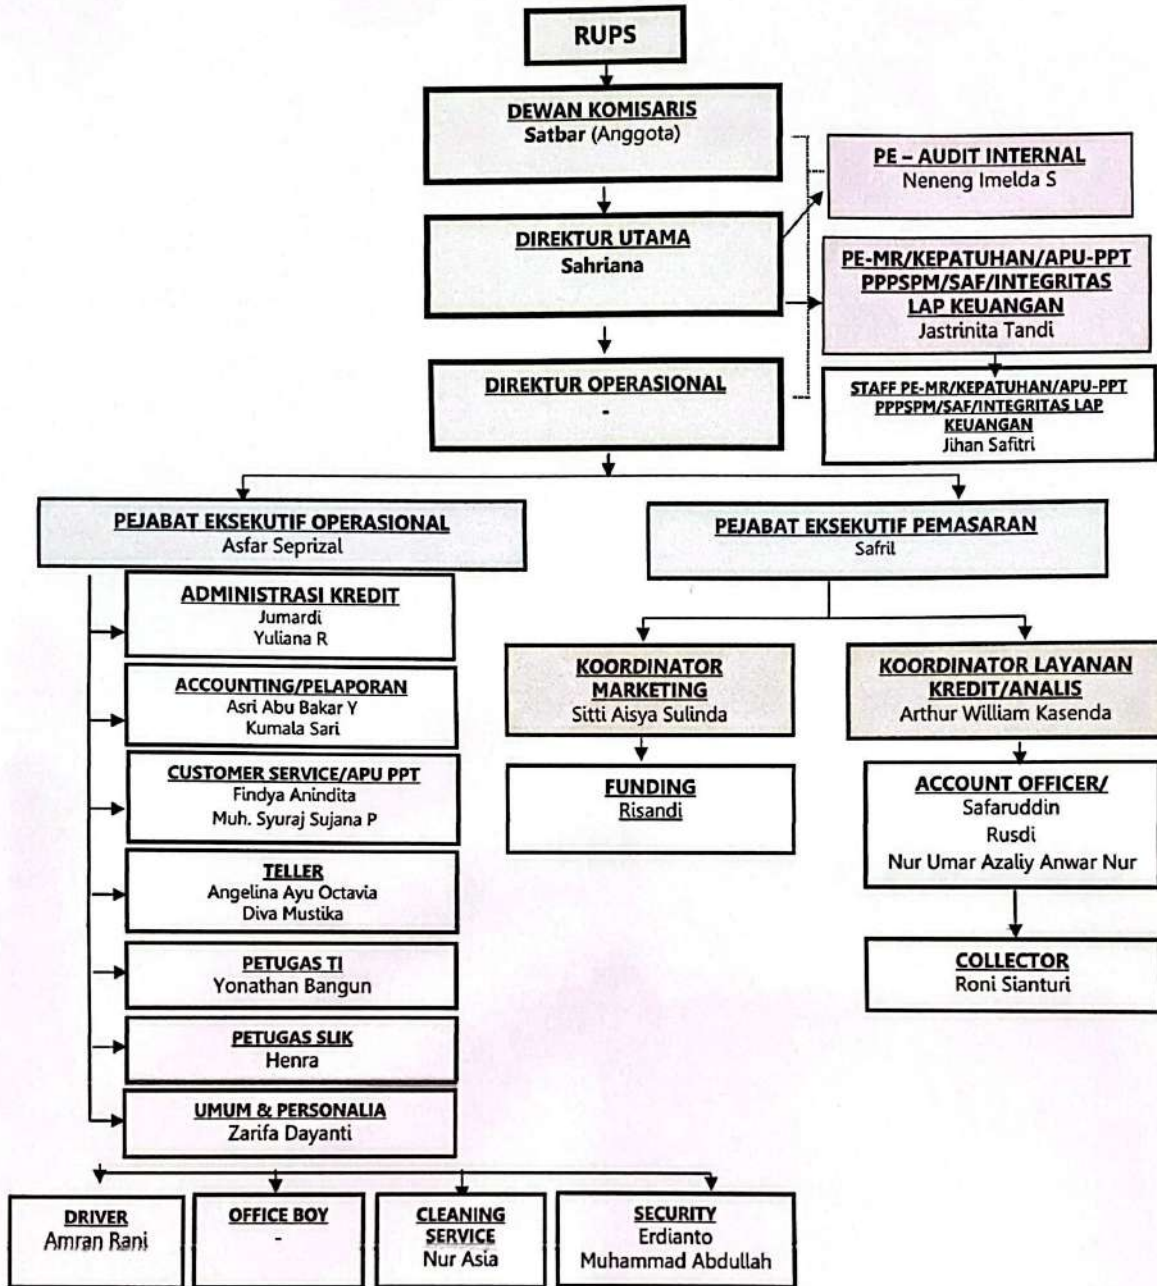 RUPS
DEWAN KOMISARIS
Satbar (Anggota)
PE – AUDIT INTERNAL
Neneng Imelda S
DIREKTUR UTAMA
Sahriana
PE-MR/KEPATUHAN/APU-PPT
PPPSPM/SAF/INTEGRITAS
LAP KEUANGAN
Jastrinita Tandi
DIREKTUR OPERASIONAL
-
STAFF PE-MR/KEPATUHAN/APU-PPT
PPPSPM/SAF/INTEGRITAS LAP
KEUANGAN
Jihan Safitri
PEJABAT EKSEKUTIF OPERASIONAL
Asfar Seprizal
PEJABAT EKSEKUTIF PEMASARAN
Safril
ADMINISTRASI KREDIT
Jumardi
Yuliana R
ACCOUNTING/PELAPORAN
Asri Abu Bakar Y
Kumala Sari
CUSTOMER SERVICE/APU PPT
Findya Anindita
Muh. Syuraj Sujana P
TELLER
Angelina Ayu Octavia
Diva Mustika
PETUGAS TI
Yonathan Bangun
PETUGAS SLIK
Henra
UMUM & PERSONALIA
Zarifa Dayanti
KOORDINATOR
MARKETING
Sitti Aisya Sulinda
FUNDING
Risandi
KOORDINATOR LAYANAN
KREDIT/ANALIS
Arthur William Kasenda
ACCOUNT OFFICER/
Safaruddin
Rusdi
Nur Umar Azaliy Anwar Nur
COLLECTOR
Roni Sianturi
DRIVER
Amran Rani
OFFICE BOY
-
CLEANING
SERVICE
Nur Asia
SECURITY
Erdianto
Muhammad Abdullah